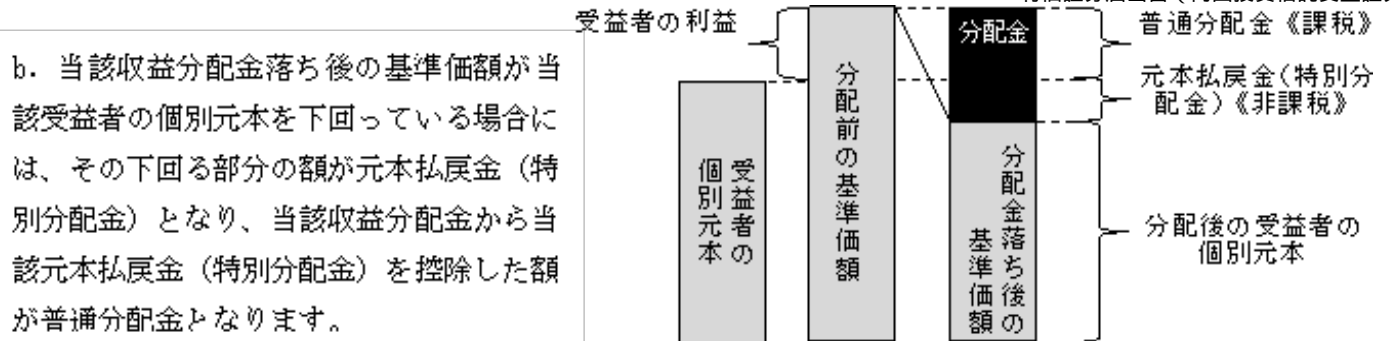 b. 当該収益分配金落ち後の基準価額が当
該受益者の個別元本を下回っている場合に
は、その下回る部分の額が元本払戻金（特
別分配金）となり、当該収益分配金から当
該元本払戻金（特別分配金）を控除した額
が普通分配金となります。
受益者の利益
受益者の
個別元本
分配前の基準価額
分配金
分配金落ち後の
基準価額
普通分配金《課税》
元本払戻金(特別分
配金)《非課税》
分配後の受益者の
個別元本